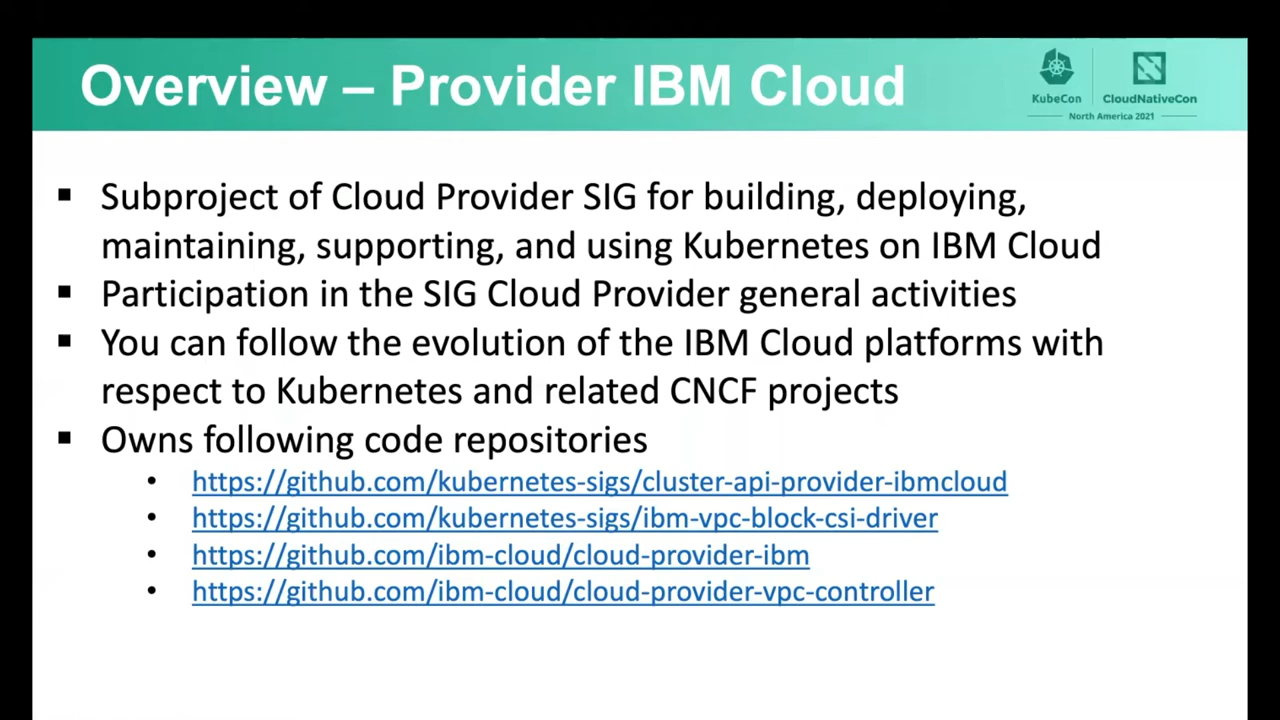 Overview – Provider IBM Cloud
KubeCon
CloudNativeCon
North America 2021
▪ Subproject of Cloud Provider SIG for building, deploying,
maintaining, supporting, and using Kubernetes on IBM Cloud
▪ Participation in the SIG Cloud Provider general activities
▪ You can follow the evolution of the IBM Cloud platforms with
respect to Kubernetes and related CNCF projects
▪ Owns following code repositories
• https://github.com/kubernetes-sigs/cluster-api-provider-ibmcloud
• https://github.com/kubernetes-sigs/ibm-vpc-block-csi-driver
• https://github.com/ibm-cloud/cloud-provider-ibm
• https://github.com/ibm-cloud/cloud-provider-vpc-controller